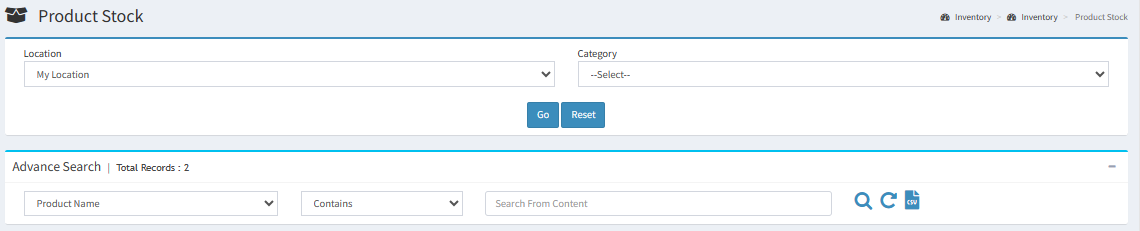 Product Stock
Inventory > Inventory > Product Stock
Location
Category
My Location
--Select--
Go Reset
Advance Search | Total Records : 2
Product Name
Contains
Search From Content
CSV